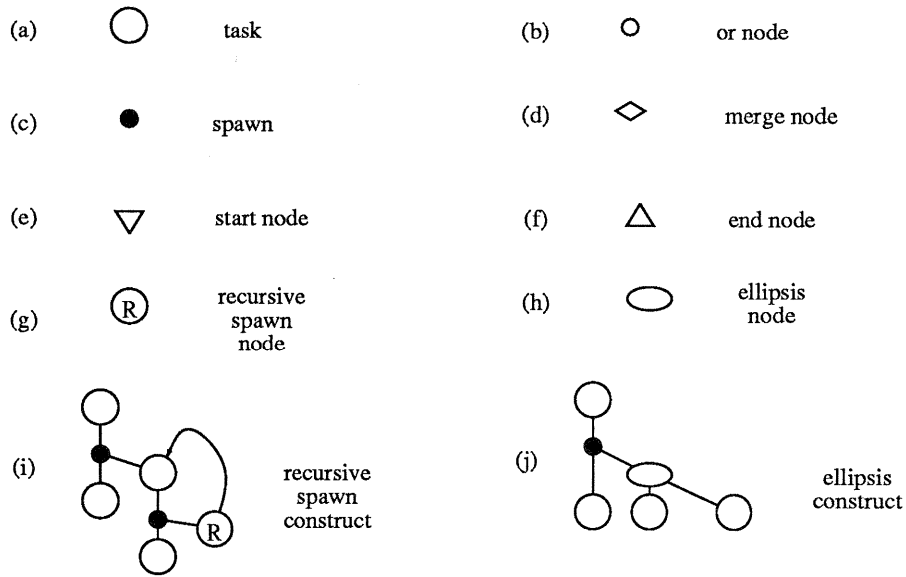 (a) task
(b) or node
(c) spawn
(d) merge node
(e) start node
(f) end node
(g) R recursive
spawn
node
(h) ellipsis
node
(i) R recursive
spawn
construct
(j) ellipsis
construct